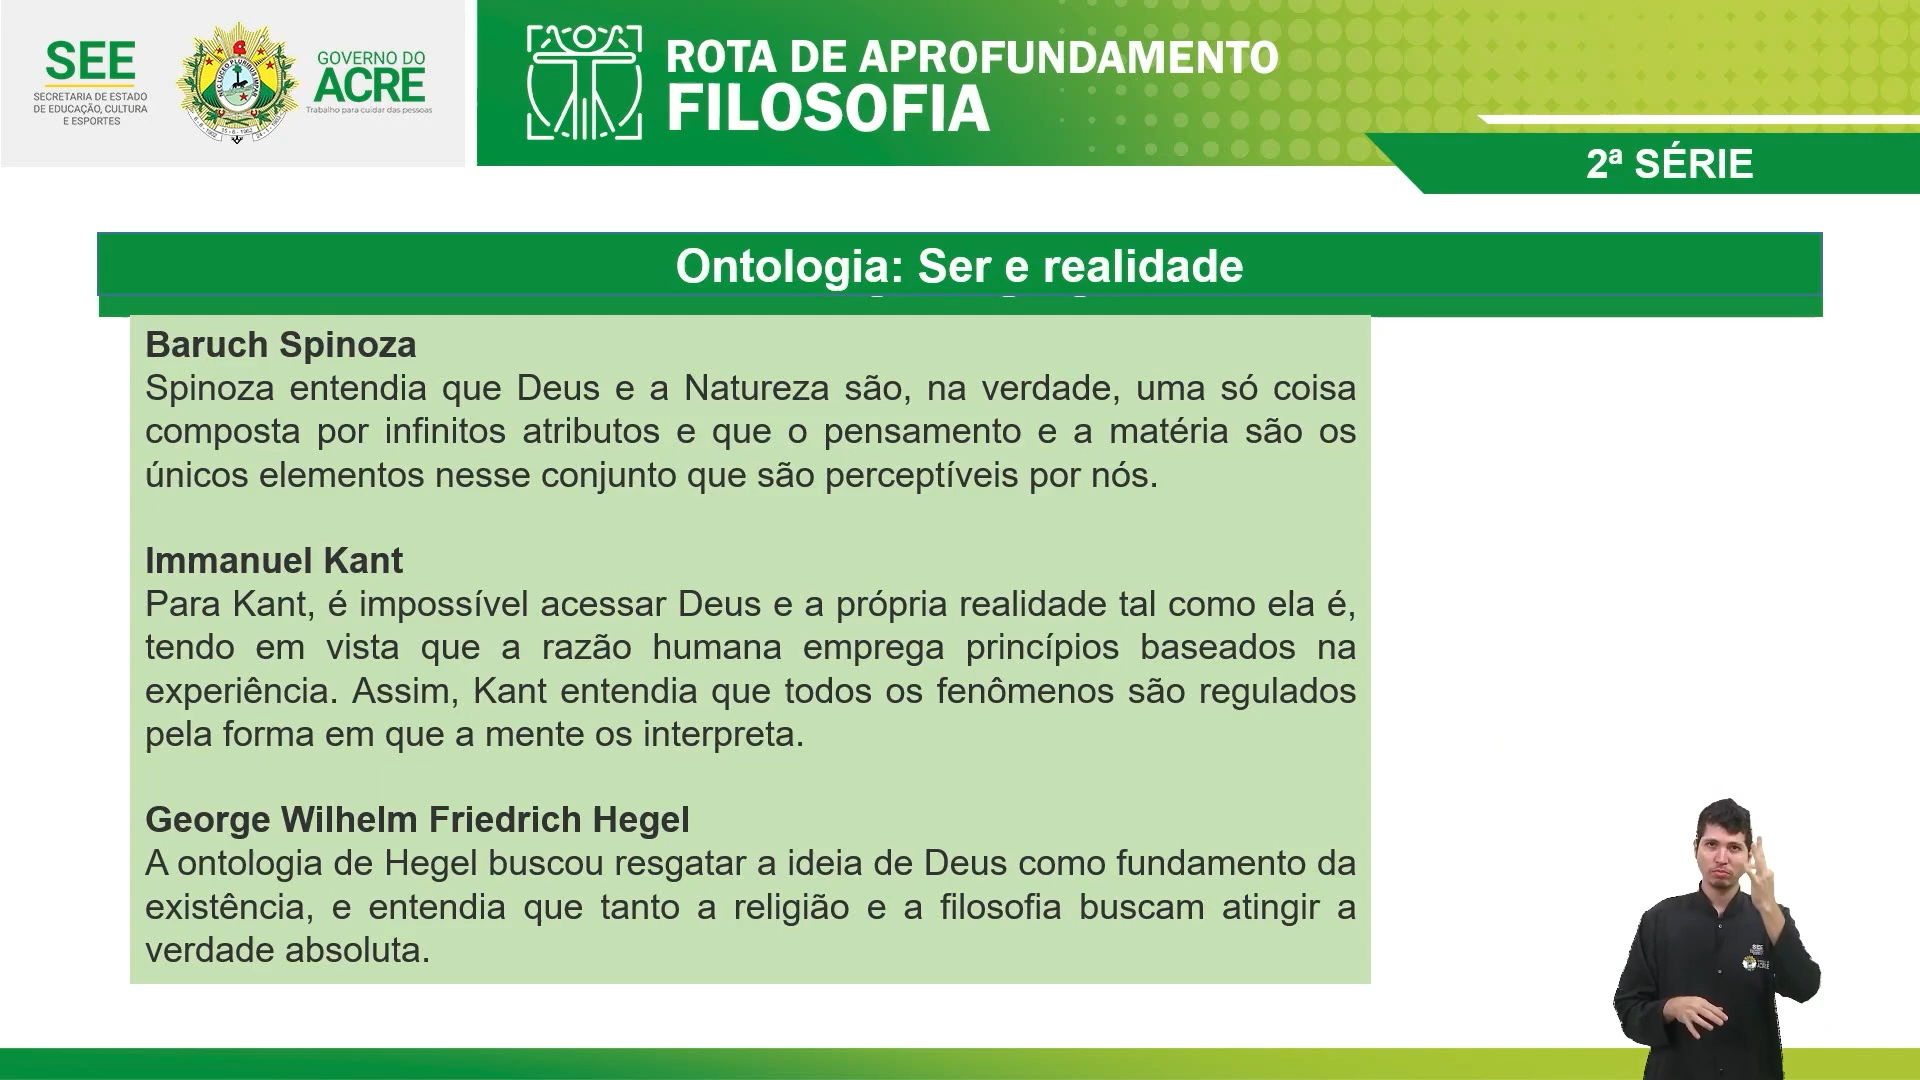 SEE
SECRETARIA DE ESTADO
DE EDUCAÇÃO, CULTURA
E ESPORTES
GOVERNO DO
ACRE
Trabalho para cuidar das pessoas
ROTA DE APROFUNDAMENTO
FILOSOFIA
2ª SÉRIE
Ontologia: Ser e realidade
Baruch Spinoza
Spinoza entendia que Deus e a Natureza são, na verdade, uma só coisa
composta por infinitos atributos e que o pensamento e a matéria são os
únicos elementos nesse conjunto que são perceptíveis por nós.
Immanuel Kant
Para Kant, é impossível acessar Deus e a própria realidade tal como ela é,
tendo em vista que a razão humana emprega princípios baseados na
experiência. Assim, Kant entendia que todos os fenômenos são regulados
pela forma em que a mente os interpreta.
George Wilhelm Friedrich Hegel
A ontologia de Hegel buscou resgatar a ideia de Deus como fundamento da
existência, e entendia que tanto a religião e a filosofia buscam atingir a
verdade absoluta.
SEE
ACRE